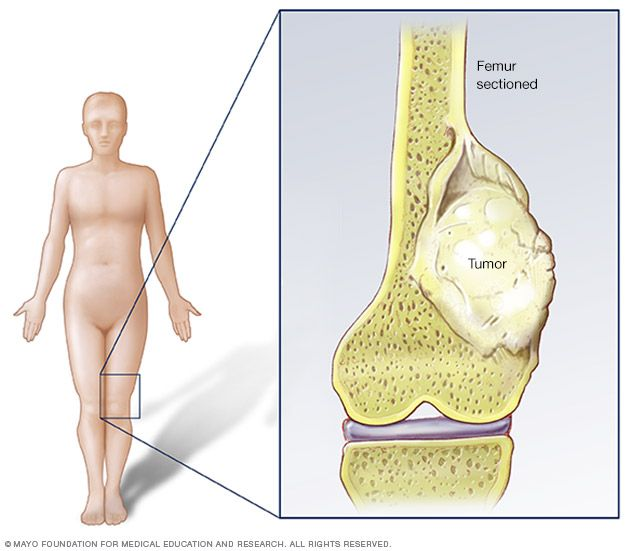 Femur
sectioned
Tumor
© MAYO FOUNDATION FOR MEDICAL EDUCATION AND RESEARCH. ALL RIGHTS RESERVED.